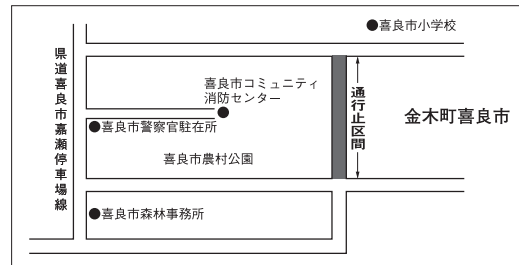 喜良市小学校
県道喜良市嘉瀬停車場線
喜良市コミュニティ
消防センター
通行止区間
金木町喜良市
喜良市警察官駐在所
喜良市農村公園
喜良市森林事務所